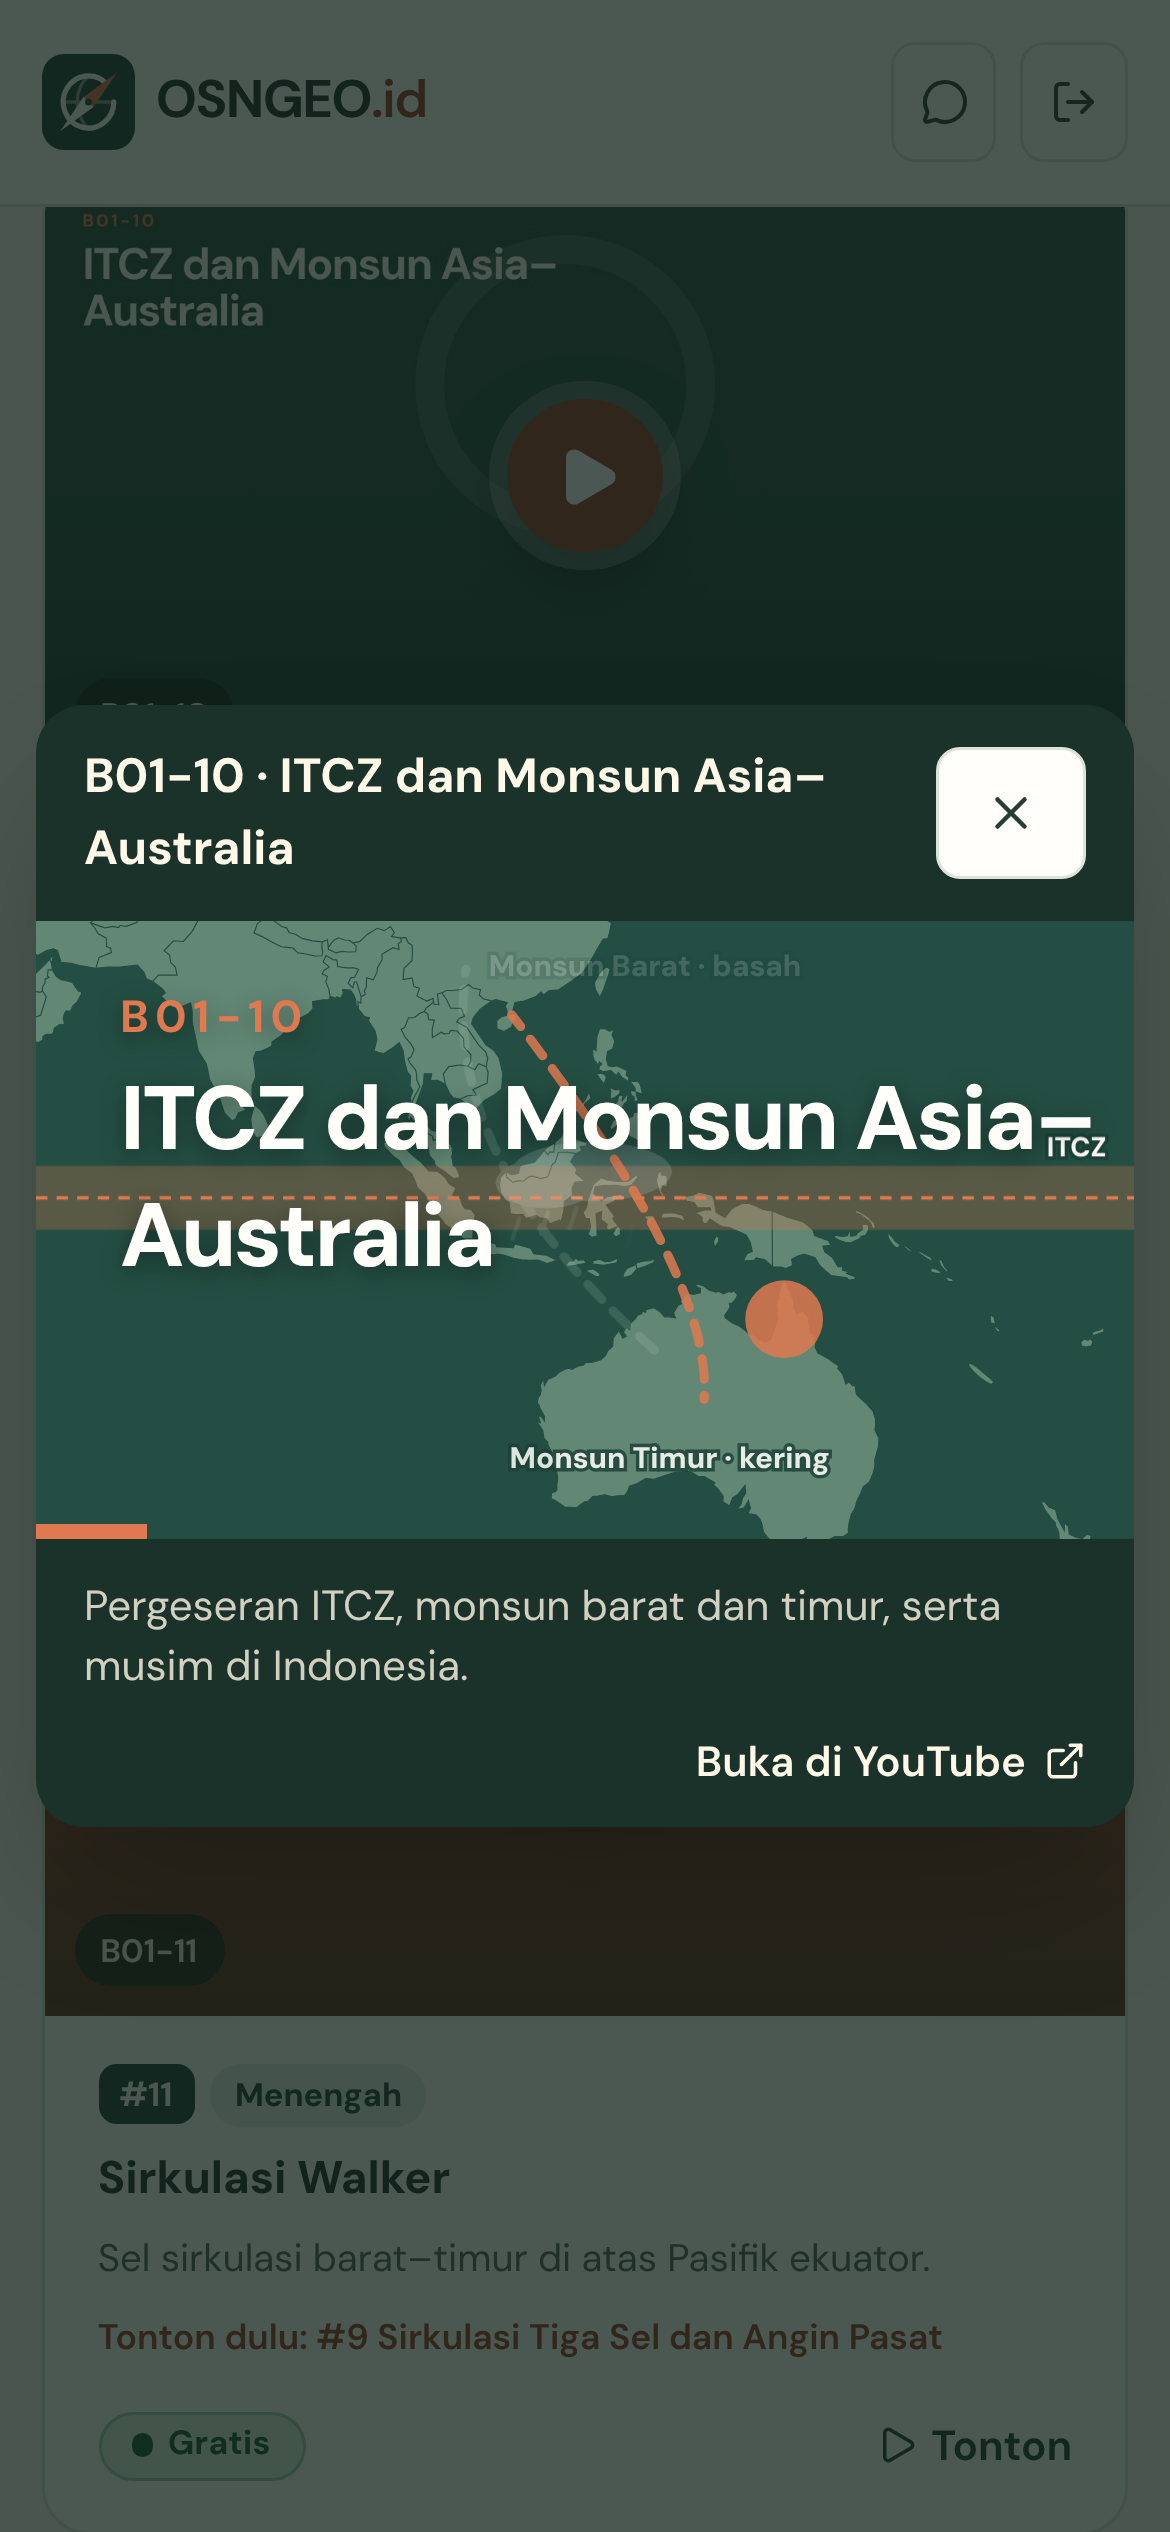 OSNGEO.id
B01-10
ITCZ dan Monsun Asia–
Australia
B01-10 · ITCZ dan Monsun Asia–
Australia
Monsun Barat · basah
B01-10
ITCZ dan Monsun Asia–
ITCZ
Australia
Monsun Timur · kering
Pergeseran ITCZ, monsun barat dan timur, serta
musim di Indonesia.
Buka di YouTube
B01-11
#11 Menengah
Sirkulasi Walker
Sel sirkulasi barat–timur di atas Pasifik ekuator.
Tonton dulu: #9 Sirkulasi Tiga Sel dan Angin Pasat
Gratis
Tonton